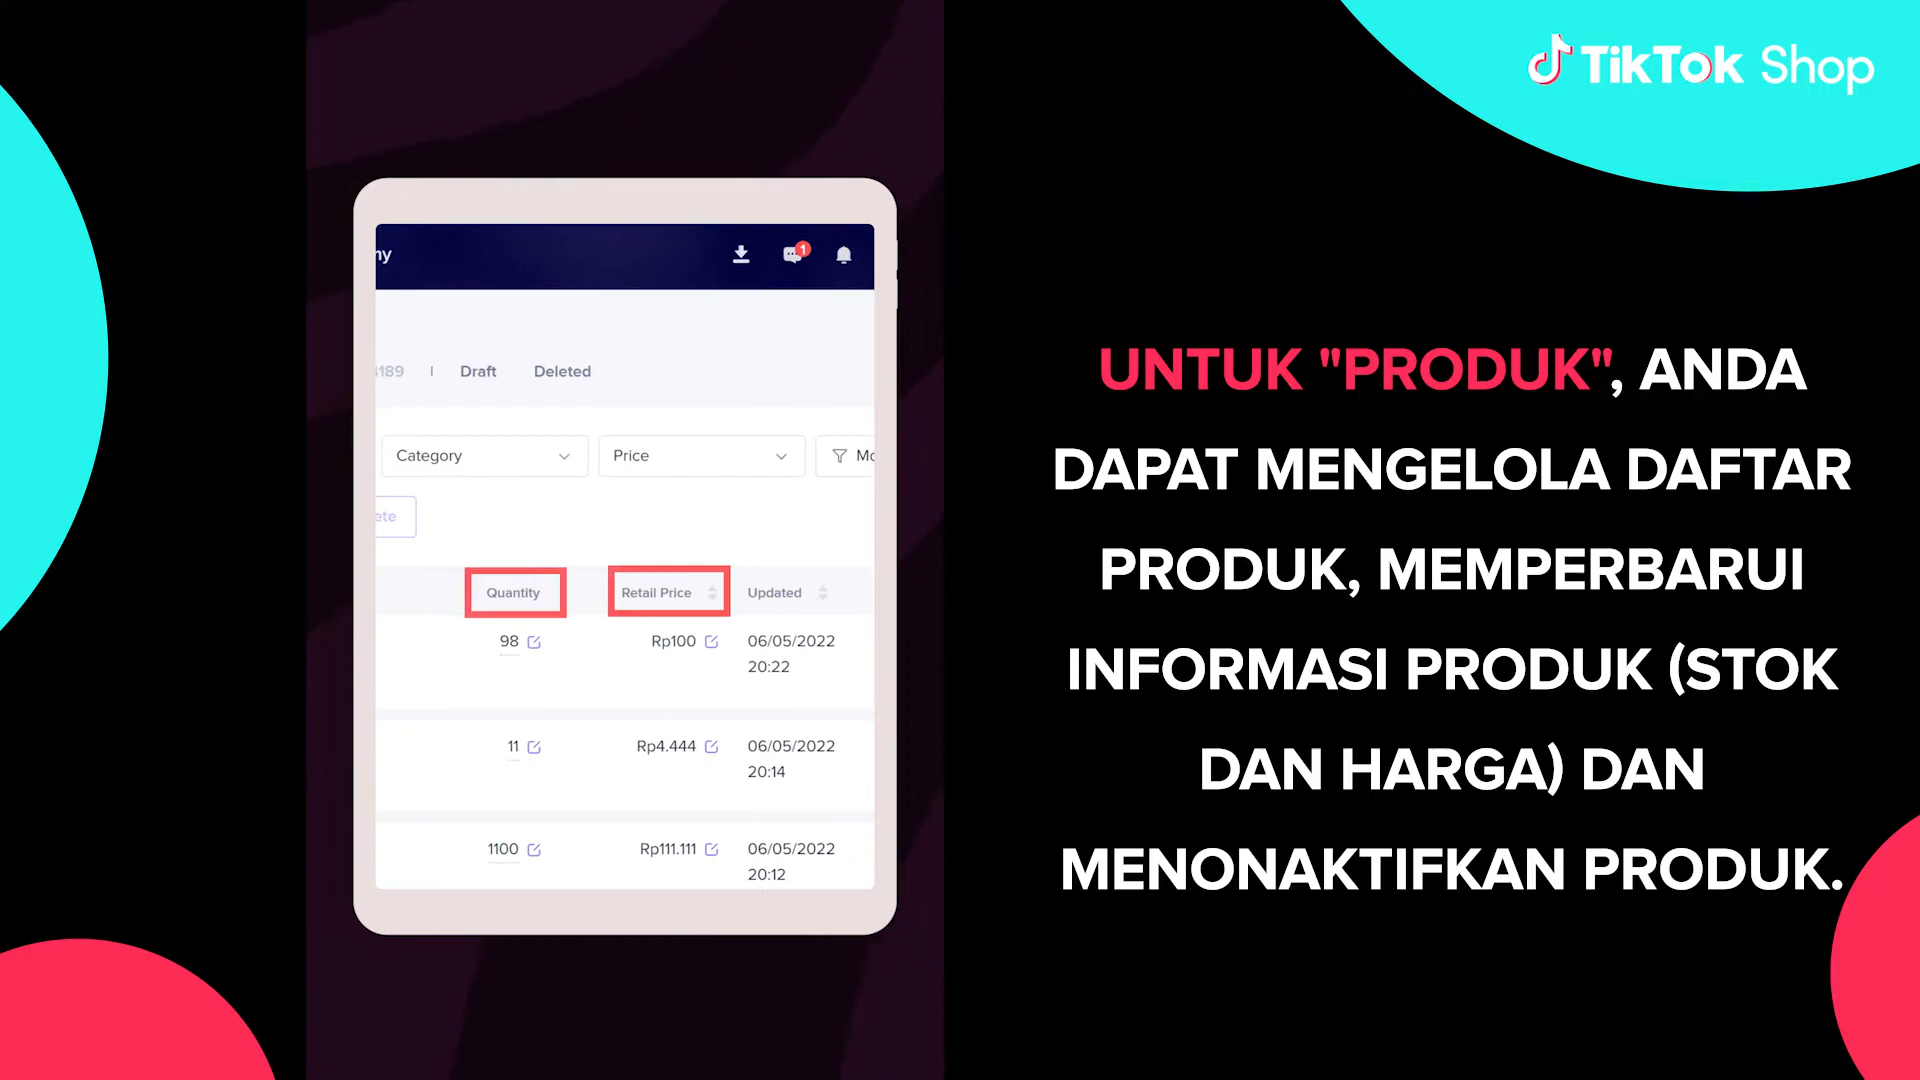 TikTok Shop
1
Draft Deleted
Category Price
Quantity Retail Price Updated
98 Rp100 06/05/2022
20:22
11 Rp4.444 06/05/2022
20:14
1100 Rp111.111 06/05/2022
20:12
UNTUK "PRODUK", ANDA
DAPAT MENGELOLA DAFTAR
PRODUK, MEMPERBARUI
INFORMASI PRODUK (STOK
DAN HARGA) DAN
MENONAKTIFKAN PRODUK.